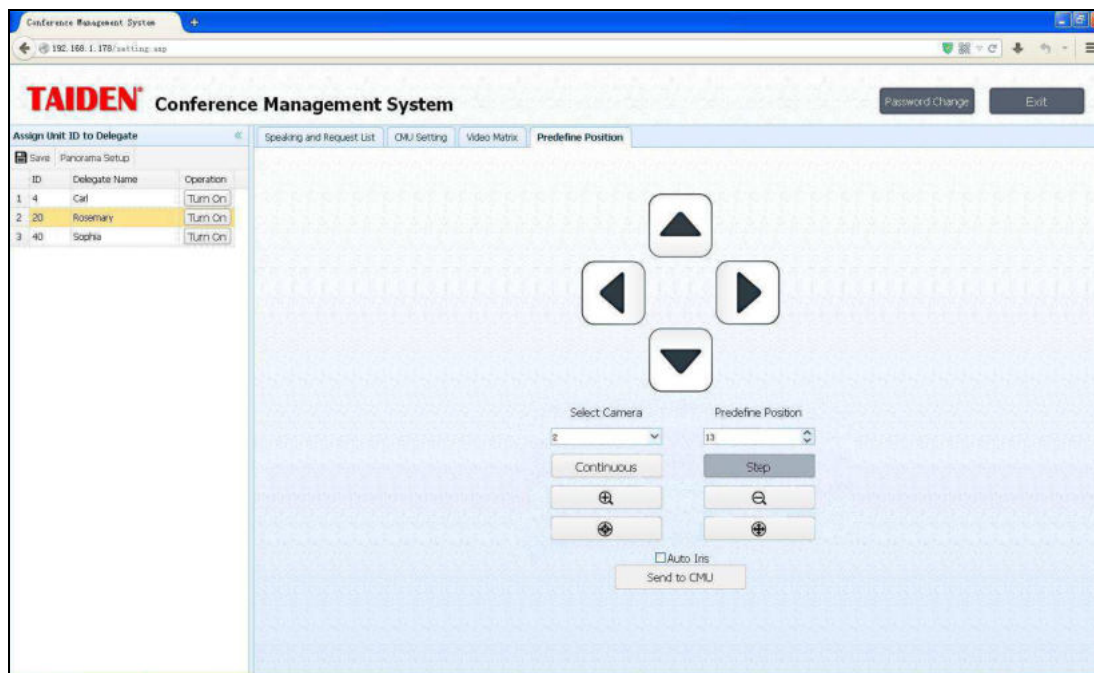 Conference Management System
192.168.1.178/setting.asp
TAIDEN® Conference Management System
Password Change
Exit
Assign Unit ID to Delegate
Speaking and Request List
CMU Setting
Video Matrix
Predefine Position
Save
Panorama Setup
ID
Delegate Name
Operation
1 4 Carl Turn On
2 20 Rosemary Turn On
3 40 Sophia Turn On
Select Camera
Predefine Position
2
13
Continuous
Step
Auto Iris
Send to CMU